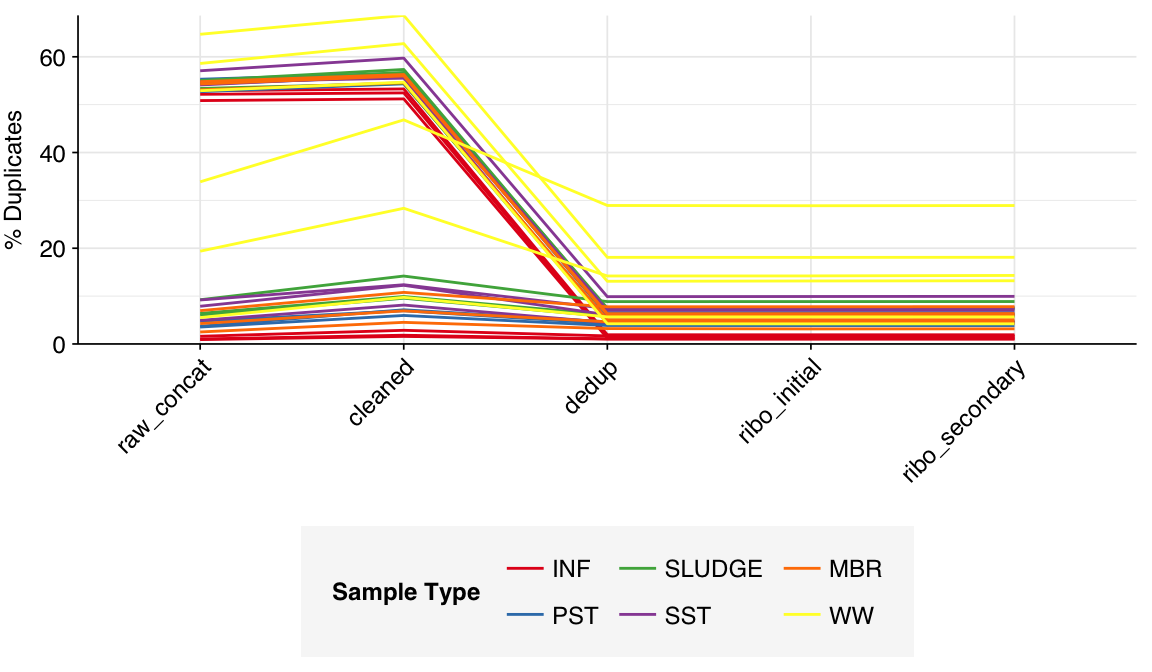 % Duplicates
60
40
20
0
raw_concat
cleaned
dedup
ribo_initial
ribo_secondary
Sample Type
INF
SLUDGE
MBR
PST
SST
WW